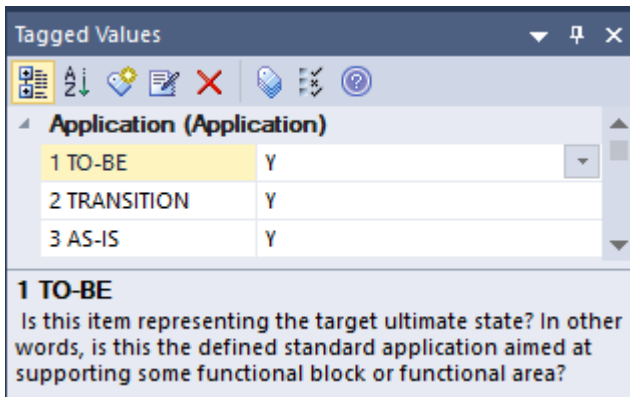 Tagged Values
Application (Application)
1 TO-BE Y
2 TRANSITION Y
3 AS-IS Y
1 TO-BE
Is this item representing the target ultimate state? In other
words, is this the defined standard application aimed at
supporting some functional block or functional area?